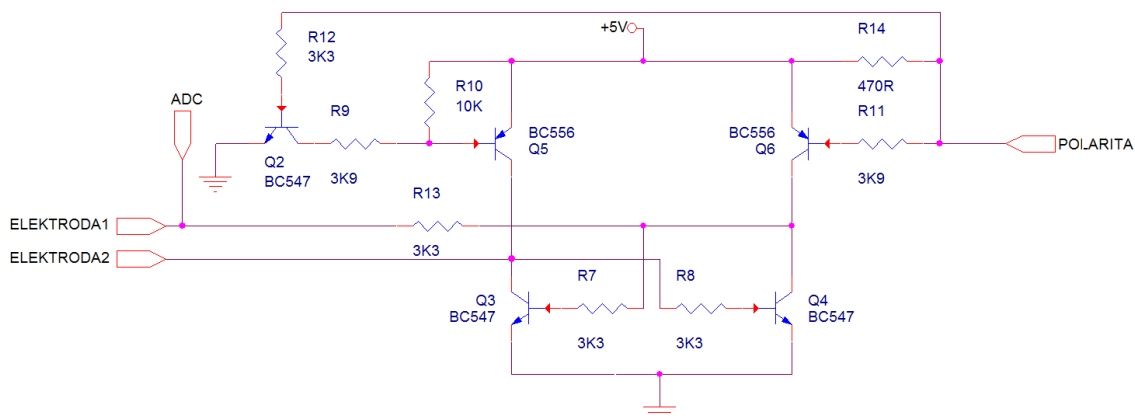 +5V
R12
3K3
R14
470R
ADC
R10
10K
R9
3K9
R11
3K9
BC556
Q5
BC556
Q6
POLARITA
Q2
BC547
R13
3K3
ELEKTRODA1
ELEKTRODA2
R7
3K3
R8
3K3
Q3
BC547
Q4
BC547